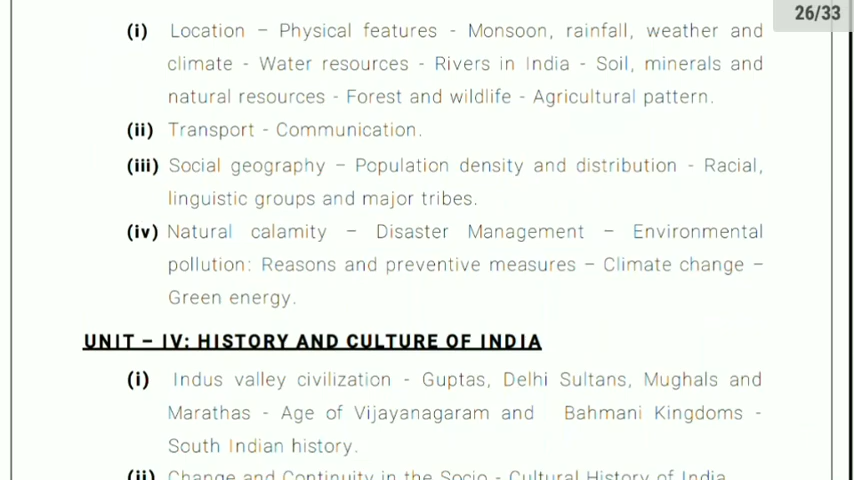 26/33
(i) Location – Physical features - Monsoon, rainfall, weather and
climate - Water resources - Rivers in India - Soil, minerals and
natural resources - Forest and wildlife - Agricultural pattern.
(ii) Transport - Communication.
(iii) Social geography – Population density and distribution - Racial,
linguistic groups and major tribes.
(iv) Natural calamity – Disaster Management – Environmental
pollution: Reasons and preventive measures – Climate change –
Green energy.
UNIT – IV: HISTORY AND CULTURE OF INDIA
(i) Indus valley civilization - Guptas, Delhi Sultans, Mughals and
Marathas - Age of Vijayanagaram and Bahmani Kingdoms -
South Indian history.
(ii) Change and Continuity in the Socio - Cultural History of India.